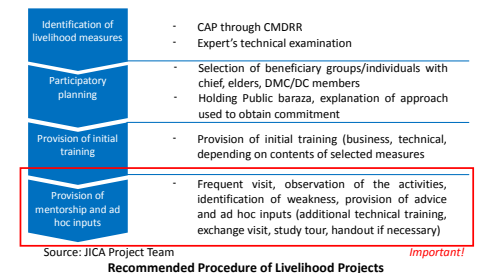 Identification of
livelihood measures
- CAP through CMDRR
- Expert's technical examination
Participatory
planning
- Selection of beneficiary groups/individuals with
chief, elders, DMC/DC members
- Holding Public baraza, explanation of approach
used to obtain commitment
Provision of initial
training
- Provision of initial training (business, technical,
depending on contents of selected measures
Provision of
mentorship and ad
hoc inputs
- Frequent visit, observation of the activities,
identification of weakness, provision of advice
and ad hoc inputs (additional technical training,
exchange visit, study tour, handout if necessary)
Source: JICA Project Team
Important!
Recommended Procedure of Livelihood Projects